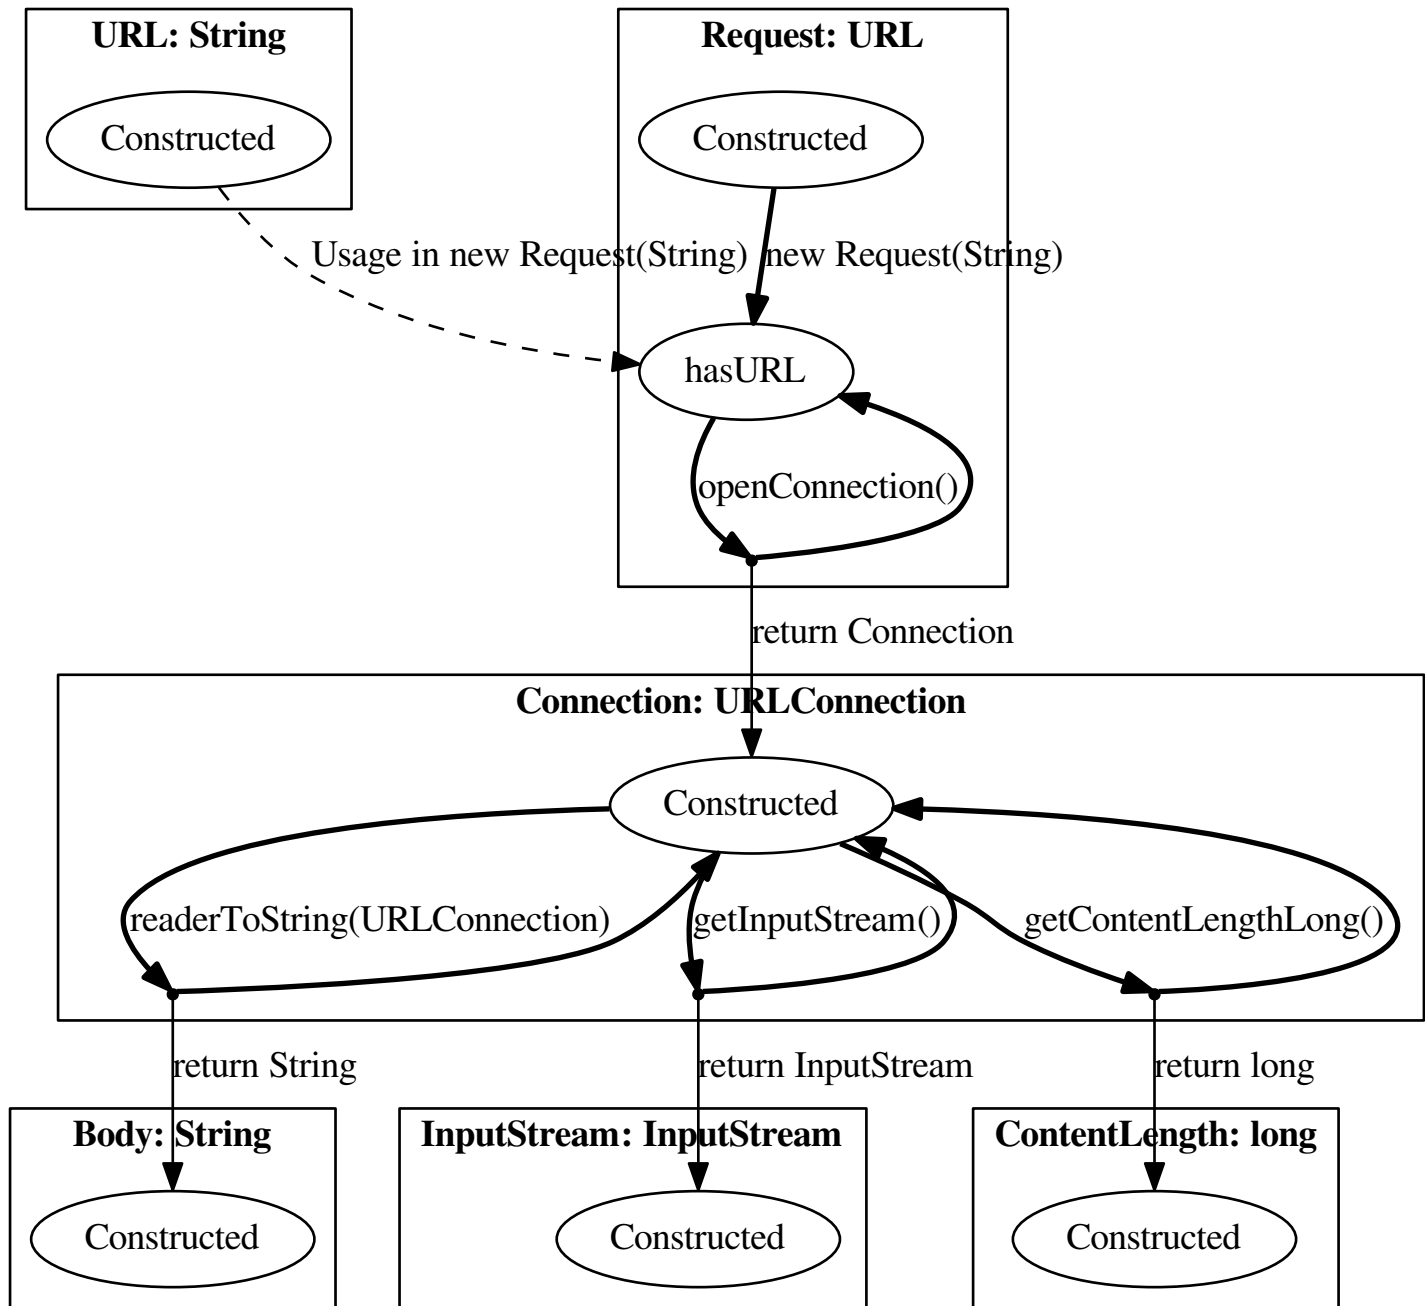 URL: String
Request: URL
Constructed
Constructed
Usage in new Request(String)
new Request(String)
hasURL
openConnection()
return Connection
Connection: URLConnection
Constructed
readerToString(URLConnection)
getInputStream()
getContentLengthLong()
return String
return InputStream
return long
Body: String
InputStream: InputStream
ContentLength: long
Constructed
Constructed
Constructed